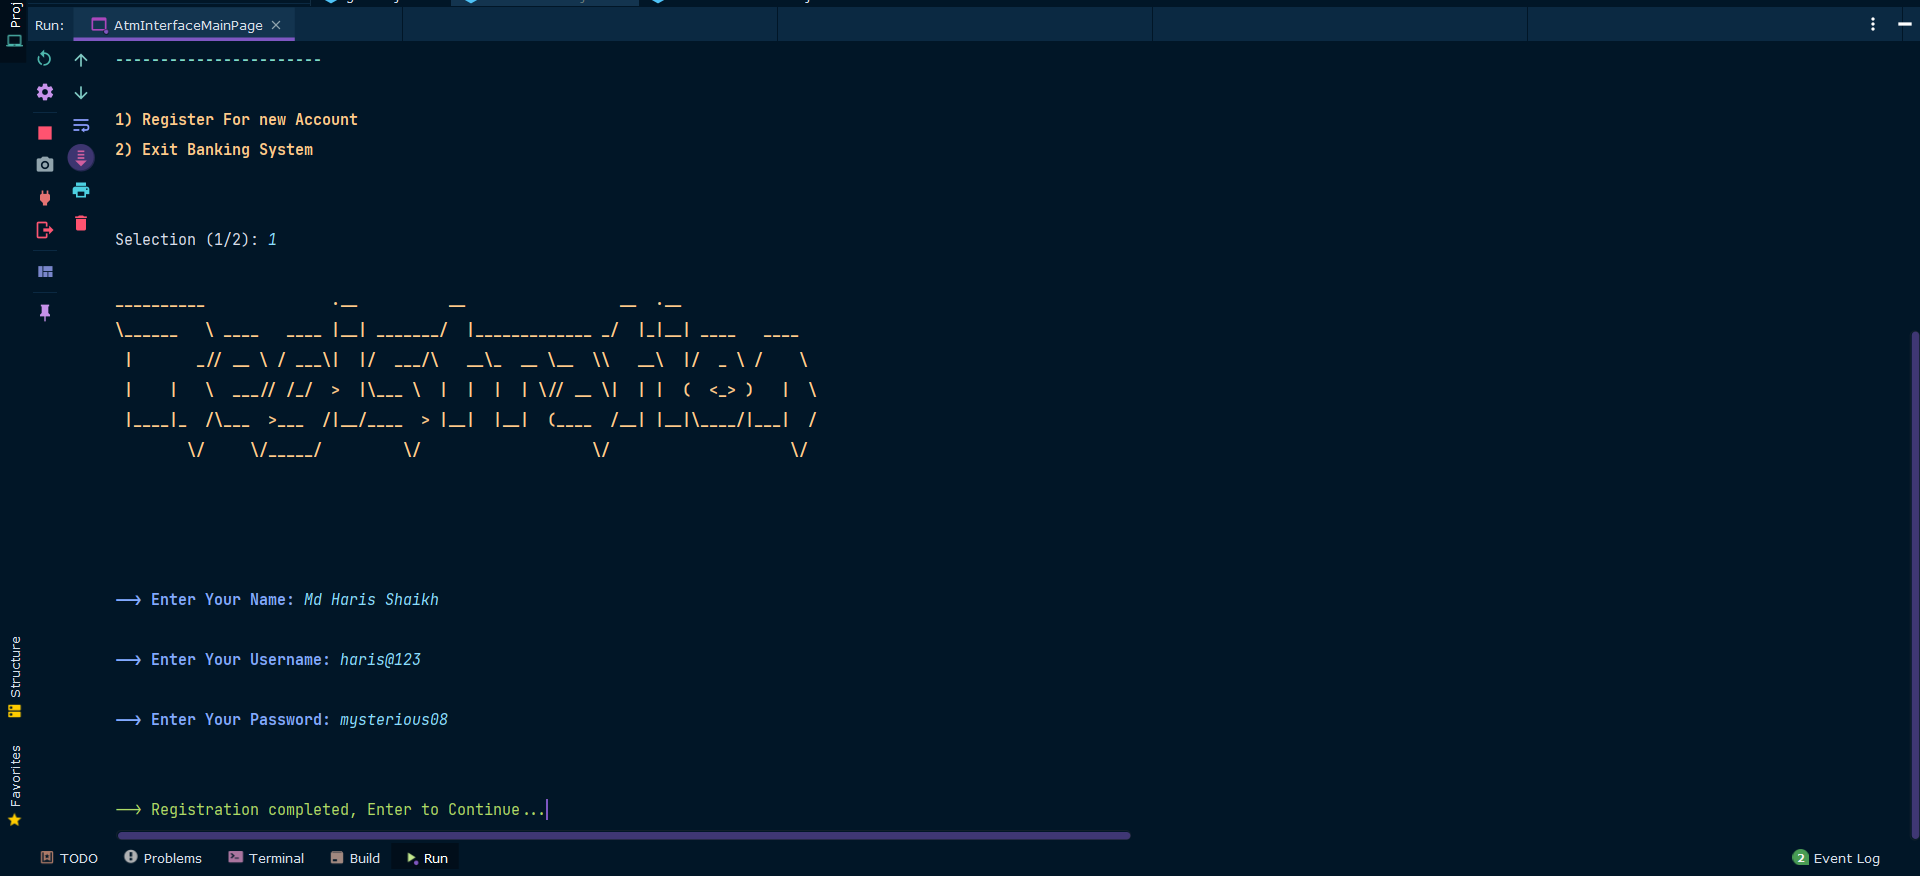 Proj
Run: AtmInterfaceMainPage
-----------------------
1) Register For new Account
2) Exit Banking System
Selection (1/2): 1
Registration
--> Enter Your Name: Md Haris Shaikh
--> Enter Your Username: haris@123
--> Enter Your Password: mysterious08
--> Registration completed, Enter to Continue...
Structure
Favorites
TODO Problems Terminal Build Run 2 Event Log